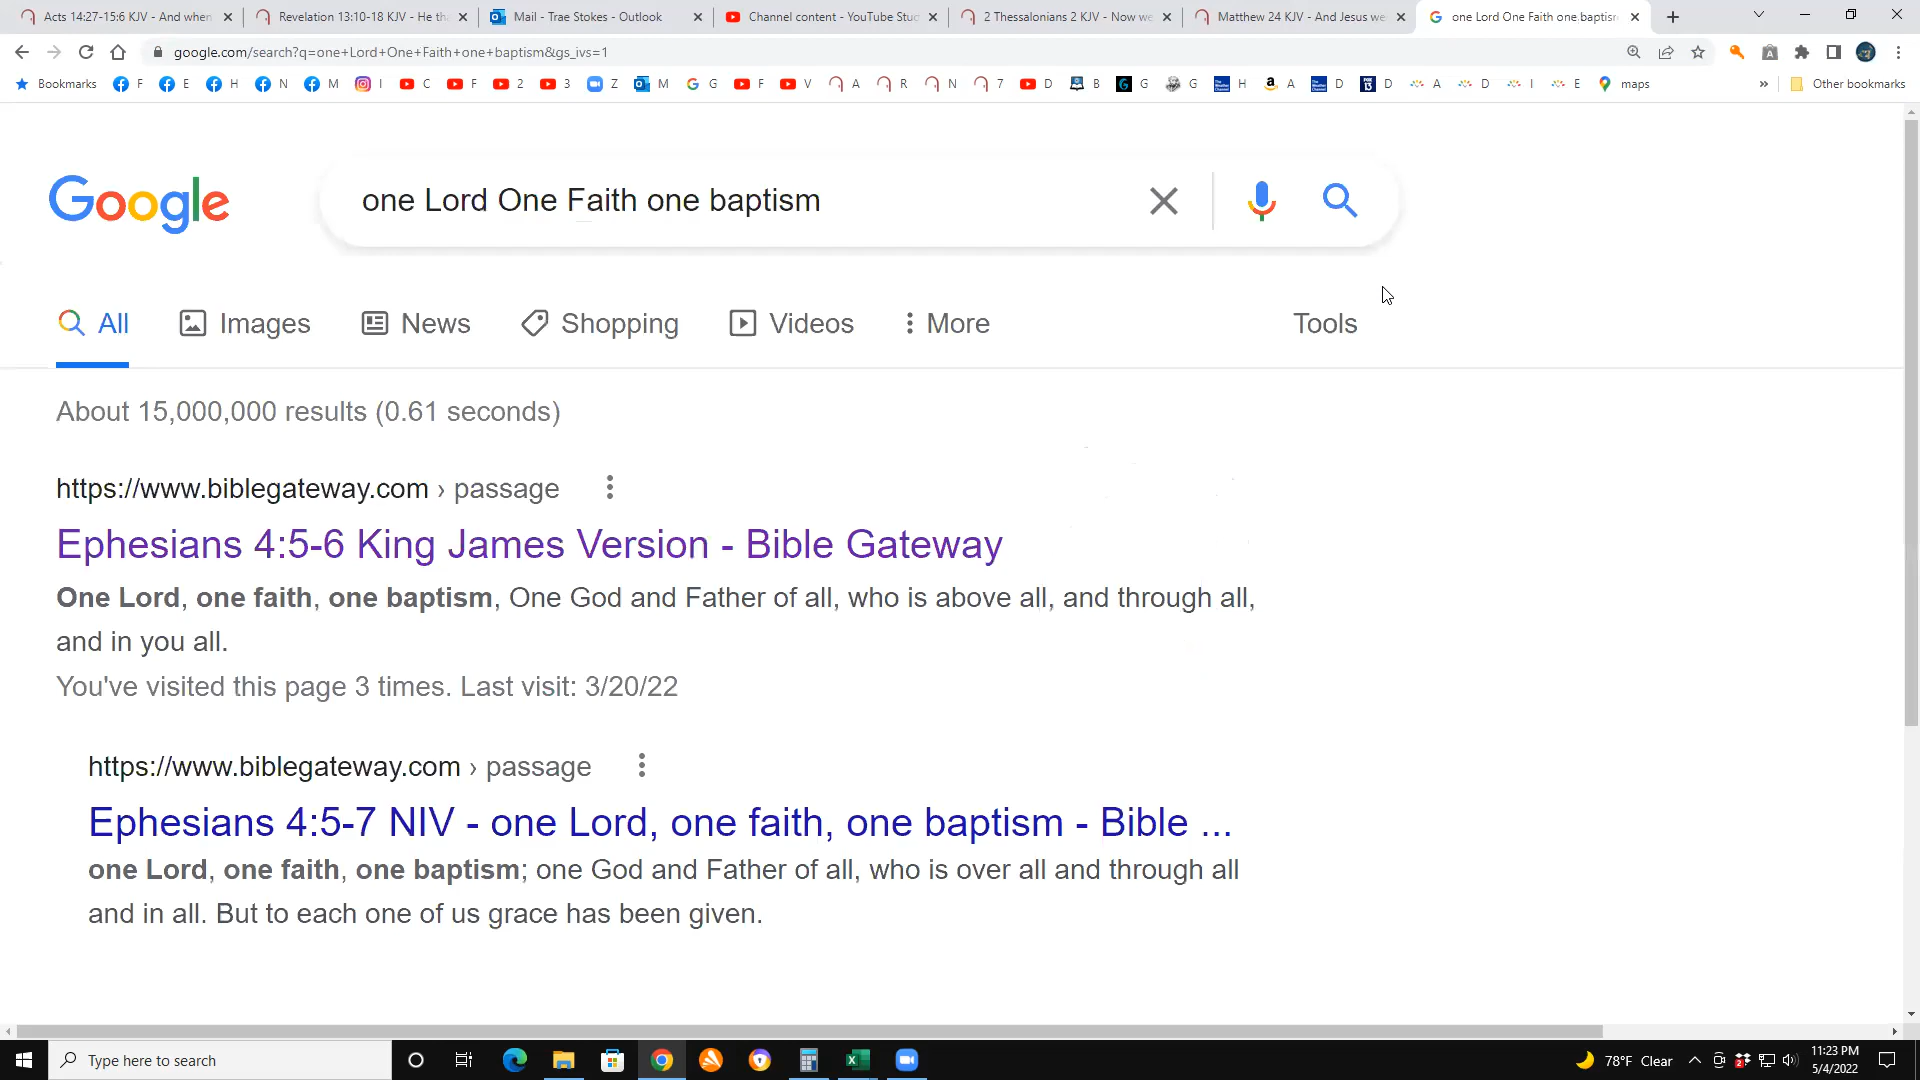 Acts 14:27-15:6 KJV - And when
Revelation 13:10-18 KJV - He th
Mail - Trae Stokes - Outlook
Channel content - YouTube Stu
2 Thessalonians 2 KJV - Now we
Matthew 24 KJV - And Jesus we
one Lord One Faith one baptism
google.com/search?q=one+Lord+One+Faith+one+baptism&gs_ivs=1
Bookmarks F E H N M I C F 2 3 Z M G F V A R N 7 D B G G H A D D A D I E maps » Other bookmarks
Google
one Lord One Faith one baptism
All Images News Shopping Videos More Tools
About 15,000,000 results (0.61 seconds)
https://www.biblegateway.com › passage
Ephesians 4:5-6 King James Version - Bible Gateway
One Lord, one faith, one baptism, One God and Father of all, who is above all, and through all,
and in you all.
You've visited this page 3 times. Last visit: 3/20/22
https://www.biblegateway.com › passage
Ephesians 4:5-7 NIV - one Lord, one faith, one baptism - Bible ...
one Lord, one faith, one baptism; one God and Father of all, who is over all and through all
and in all. But to each one of us grace has been given.
Type here to search
78°F Clear
11:23 PM
5/4/2022